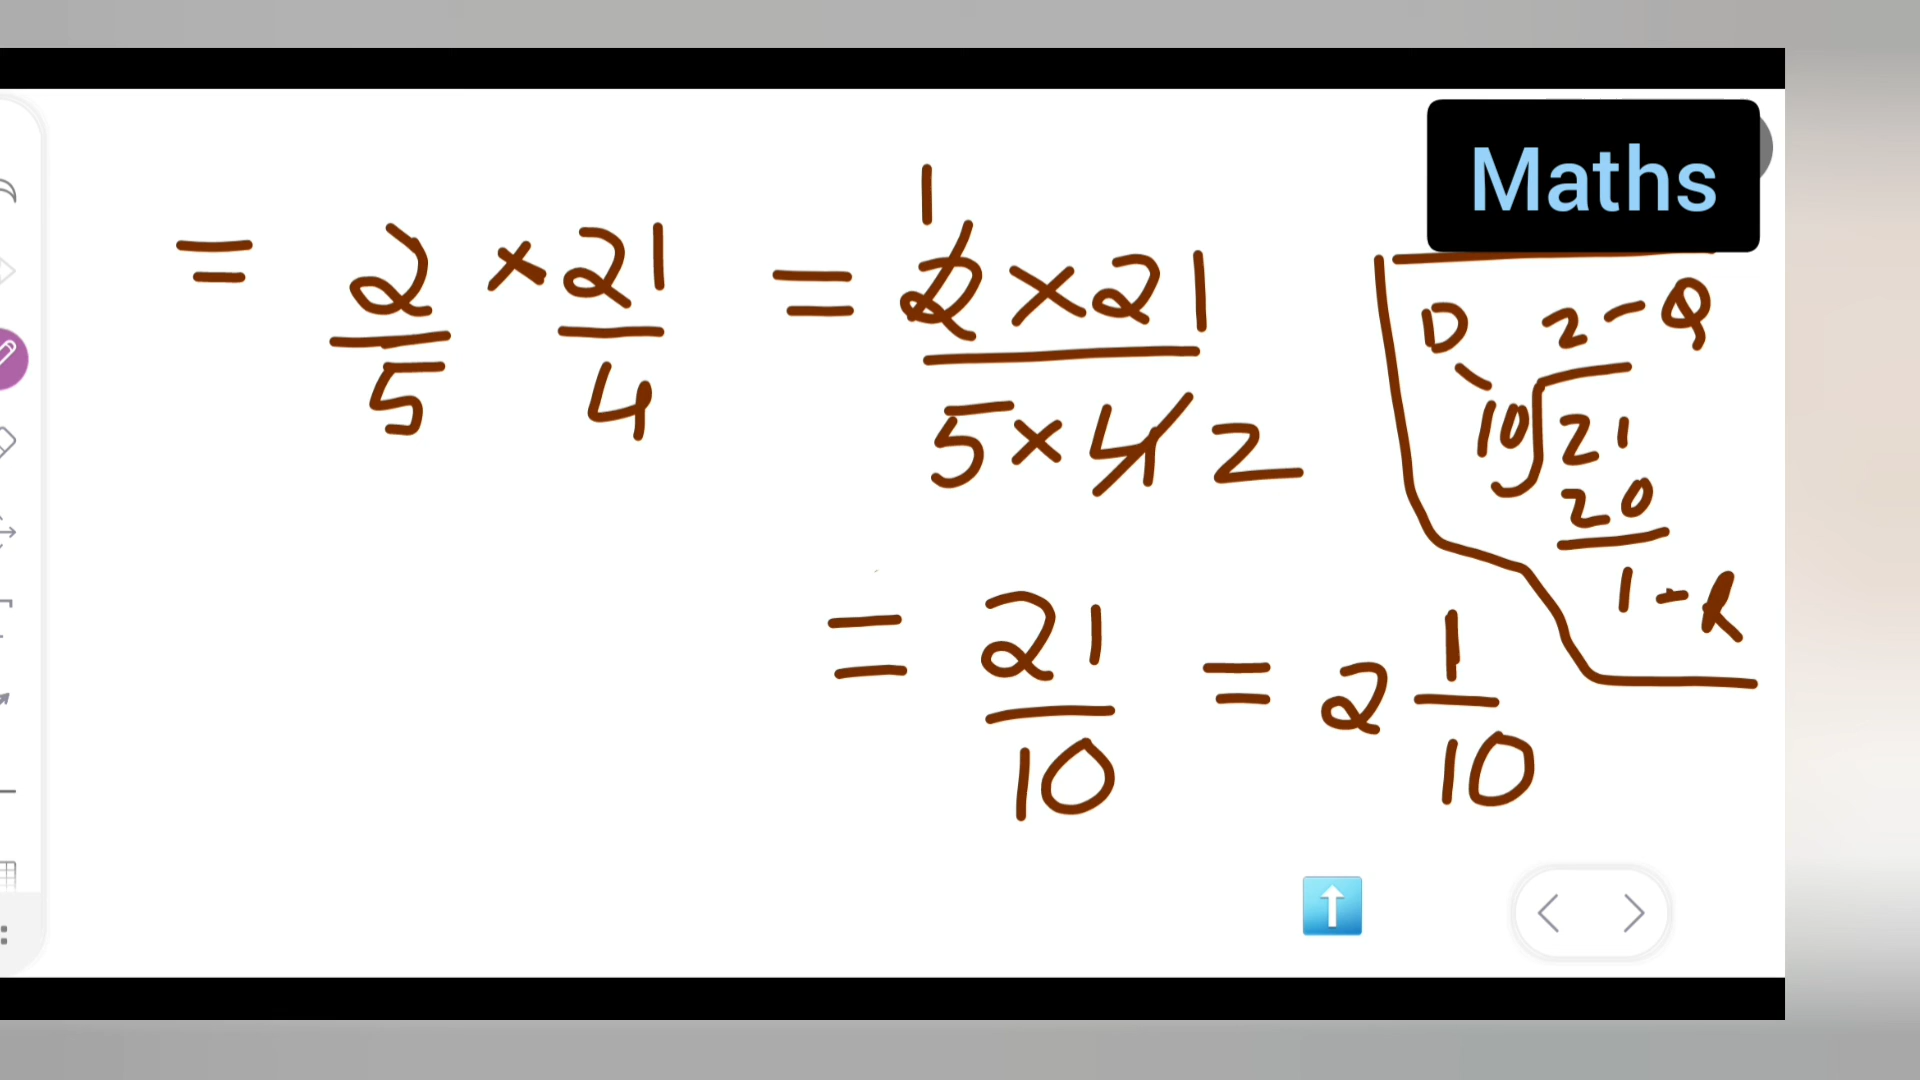 Maths
= 2/5 × 21/4 = 2 × 21 / 5 × 4
1
2
= 21/10 = 2 1/10
D 2 - Q
10 21
20
1 - R